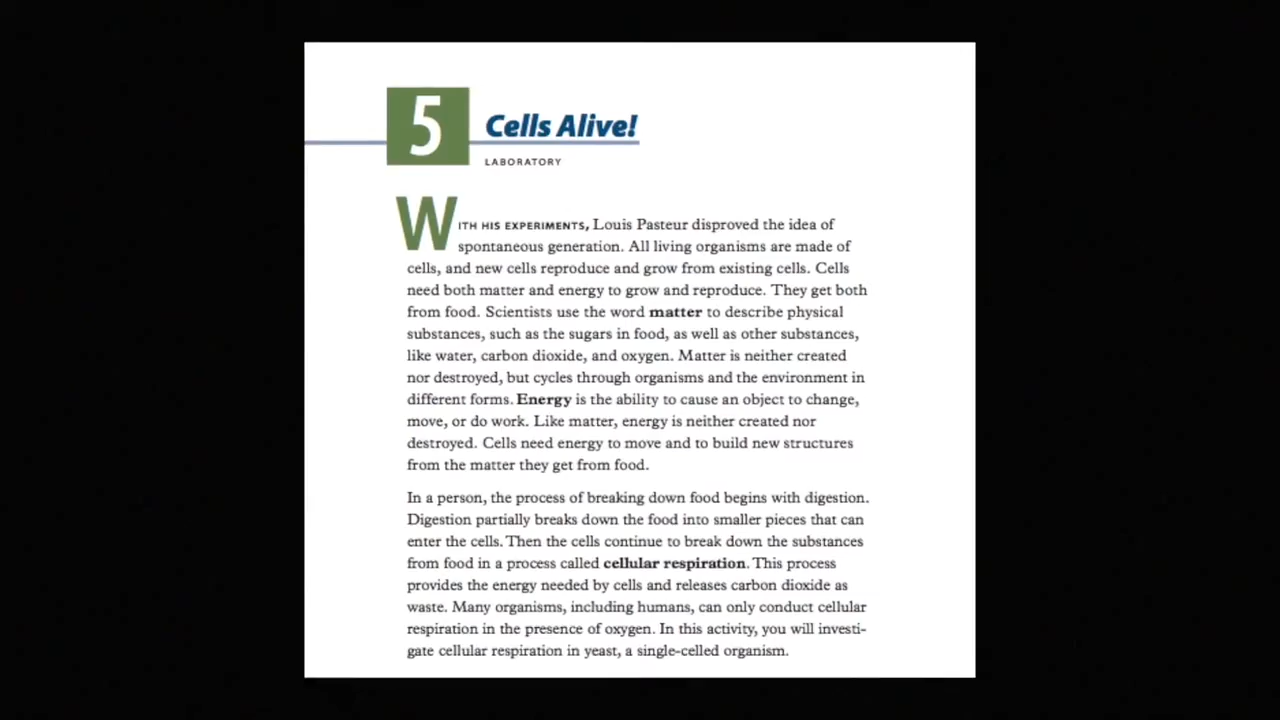 5
Cells Alive!
LABORATORY
WITH HIS EXPERIMENTS, Louis Pasteur disproved the idea of
spontaneous generation. All living organisms are made of
cells, and new cells reproduce and grow from existing cells. Cells
need both matter and energy to grow and reproduce. They get both
from food. Scientists use the word matter to describe physical
substances, such as the sugars in food, as well as other substances,
like water, carbon dioxide, and oxygen. Matter is neither created
nor destroyed, but cycles through organisms and the environment in
different forms. Energy is the ability to cause an object to change,
move, or do work. Like matter, energy is neither created nor
destroyed. Cells need energy to move and to build new structures
from the matter they get from food.
In a person, the process of breaking down food begins with digestion.
Digestion partially breaks down the food into smaller pieces that can
enter the cells. Then the cells continue to break down the substances
from food in a process called cellular respiration. This process
provides the energy needed by cells and releases carbon dioxide as
waste. Many organisms, including humans, can only conduct cellular
respiration in the presence of oxygen. In this activity, you will investi-
gate cellular respiration in yeast, a single-celled organism.